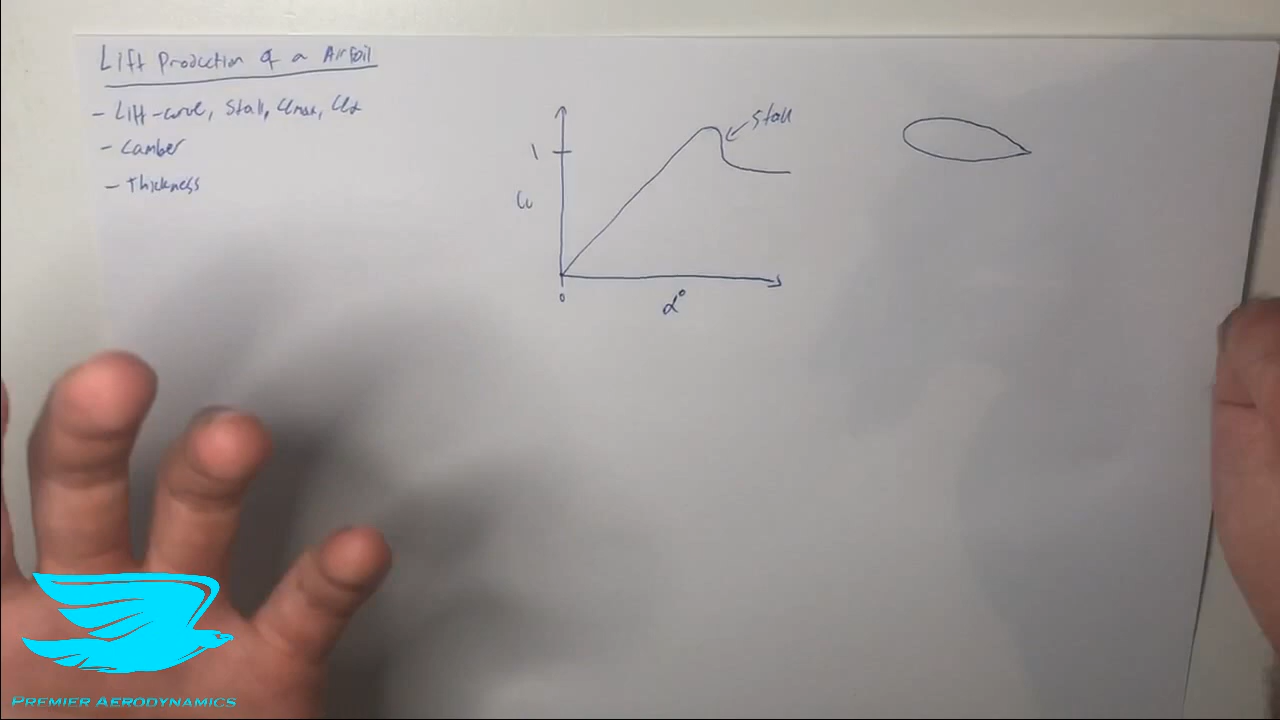 Lift Production of a Airfoil
- Lift-curve, Stall, Clmax, Clα
- Camber
- Thickness
Stall
1
CL
0
α°
PREMIER AERODYNAMICS